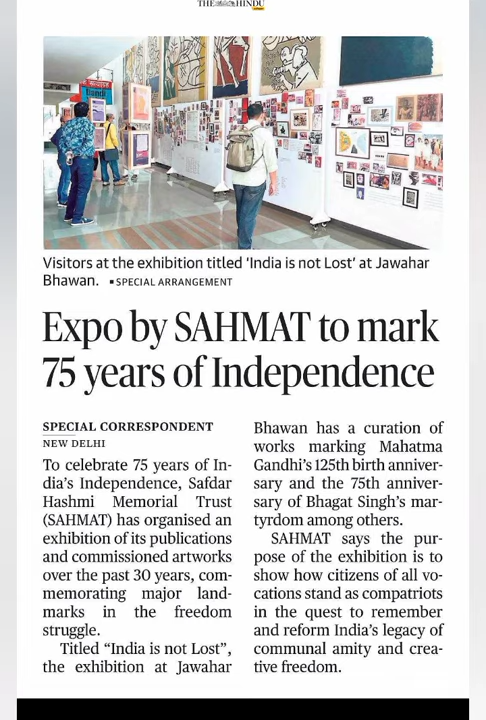 THE HINDU
Visitors at the exhibition titled ‘India is not Lost’ at Jawahar
Bhawan. ▪ SPECIAL ARRANGEMENT
Expo by SAHMAT to mark
75 years of Independence
SPECIAL CORRESPONDENT
NEW DELHI
To celebrate 75 years of In-
dia’s Independence, Safdar
Hashmi Memorial Trust
(SAHMAT) has organised an
exhibition of its publications
and commissioned artworks
over the past 30 years, com-
memorating major land-
marks in the freedom
struggle.
Titled “India is not Lost”,
the exhibition at Jawahar
Bhawan has a curation of
works marking Mahatma
Gandhi’s 125th birth anniver-
sary and the 75th anniver-
sary of Bhagat Singh’s mar-
tyrdom among others.
SAHMAT says the pur-
pose of the exhibition is to
show how citizens of all vo-
cations stand as compatriots
in the quest to remember
and reform India’s legacy of
communal amity and crea-
tive freedom.